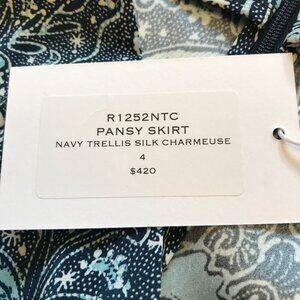 R1252NTC
PANSY SKIRT
NAVY TRELLIS SILK CHARMEUSE
4
$420